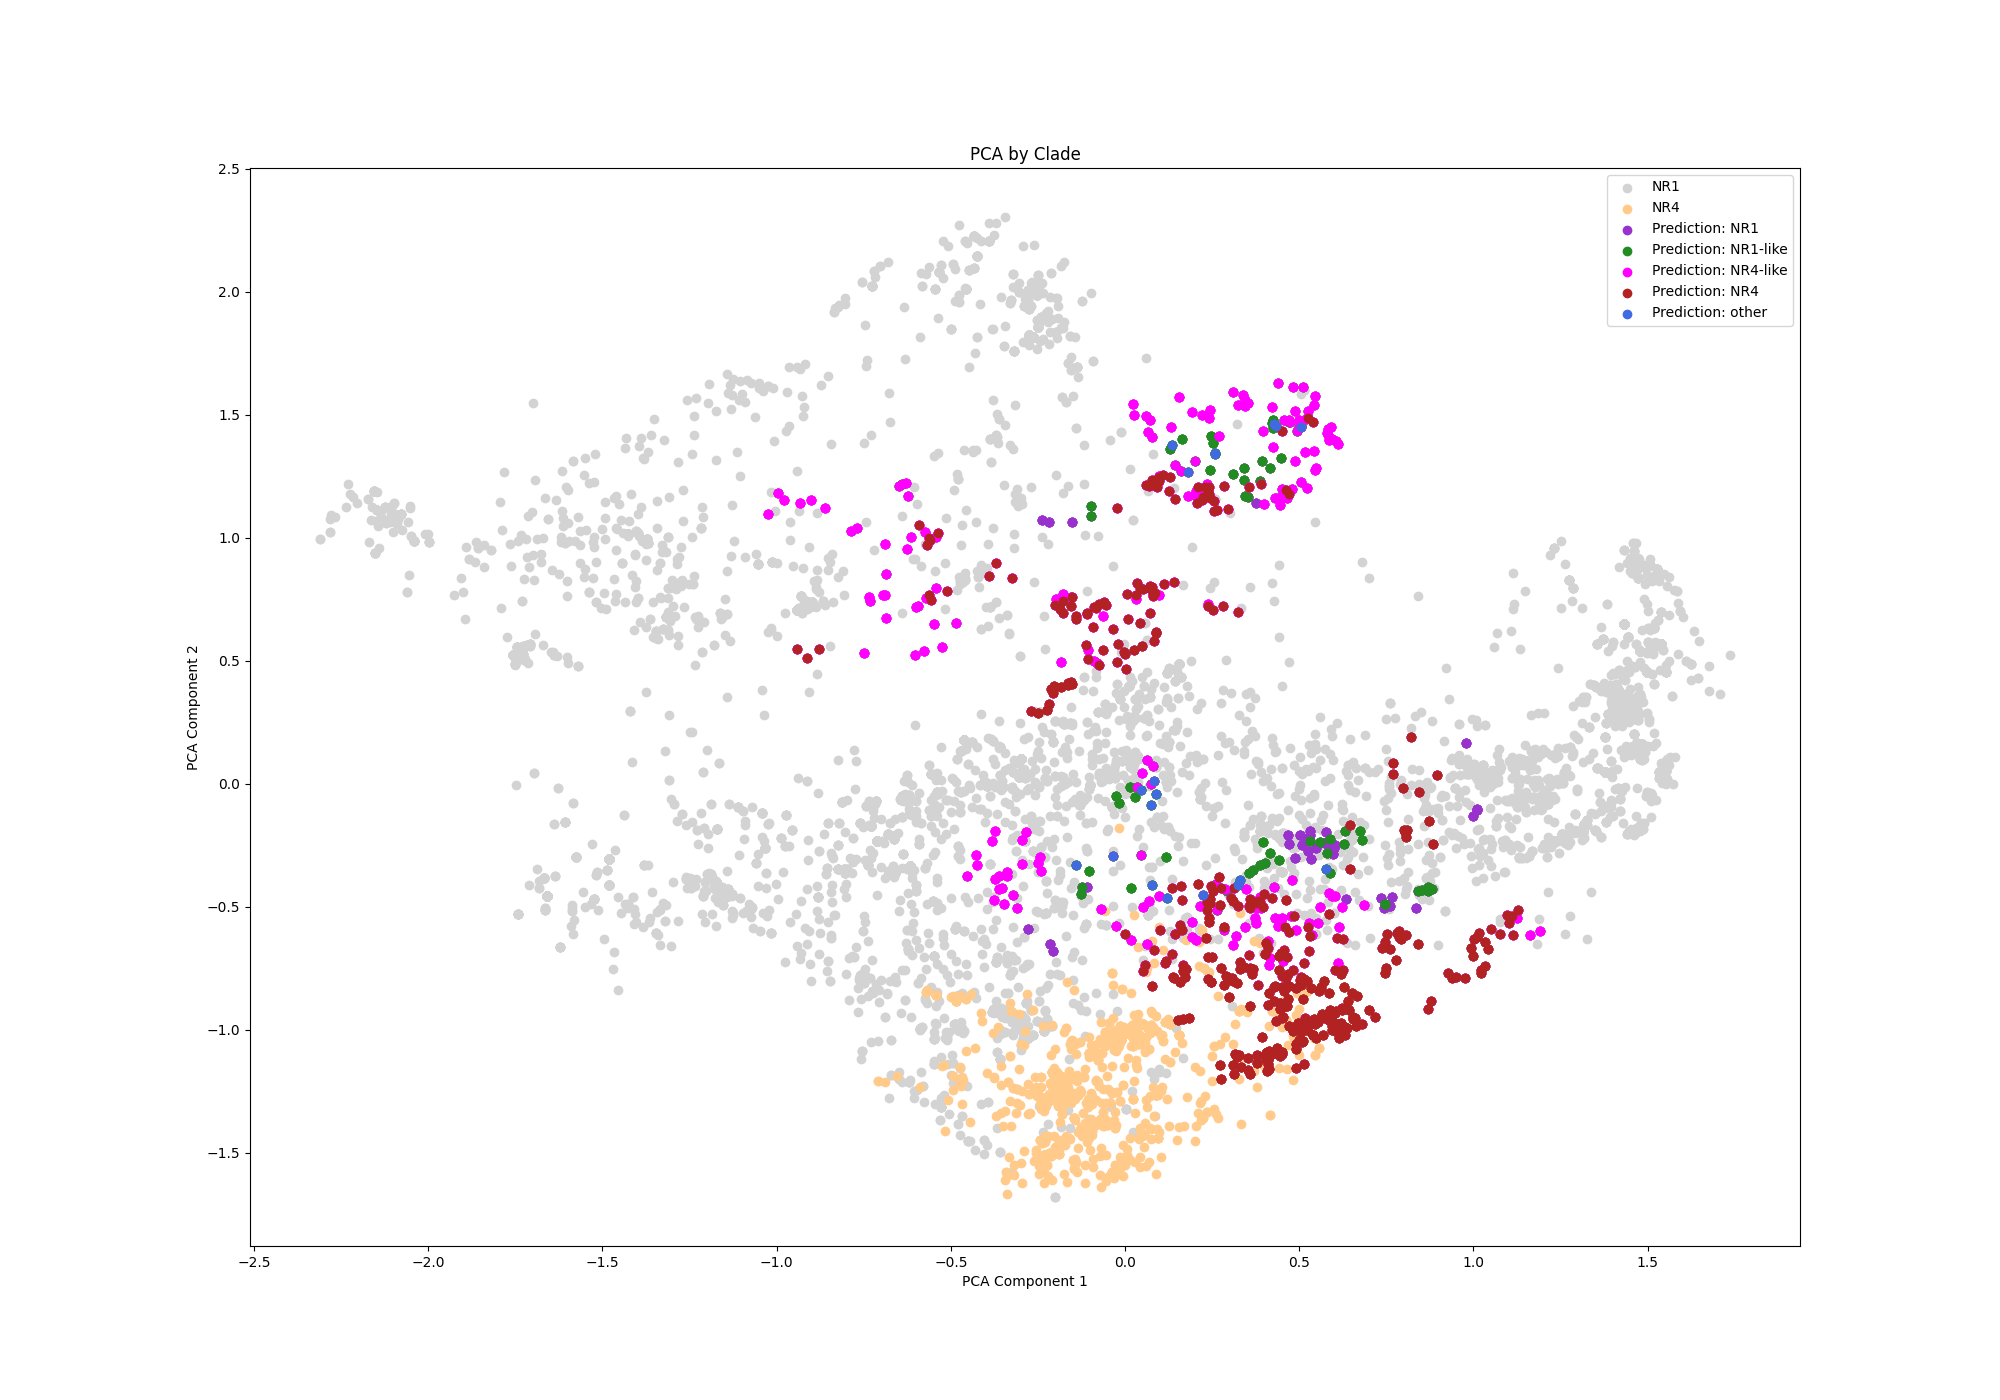 PCA by Clade
2.5
2.0
1.5
1.0
0.5
0.0
−0.5
−1.0
−1.5
PCA Component 2
NR1
NR4
Prediction: NR1
Prediction: NR1-like
Prediction: NR4-like
Prediction: NR4
Prediction: other
−2.5 −2.0 −1.5 −1.0 −0.5 0.0 0.5 1.0 1.5
PCA Component 1